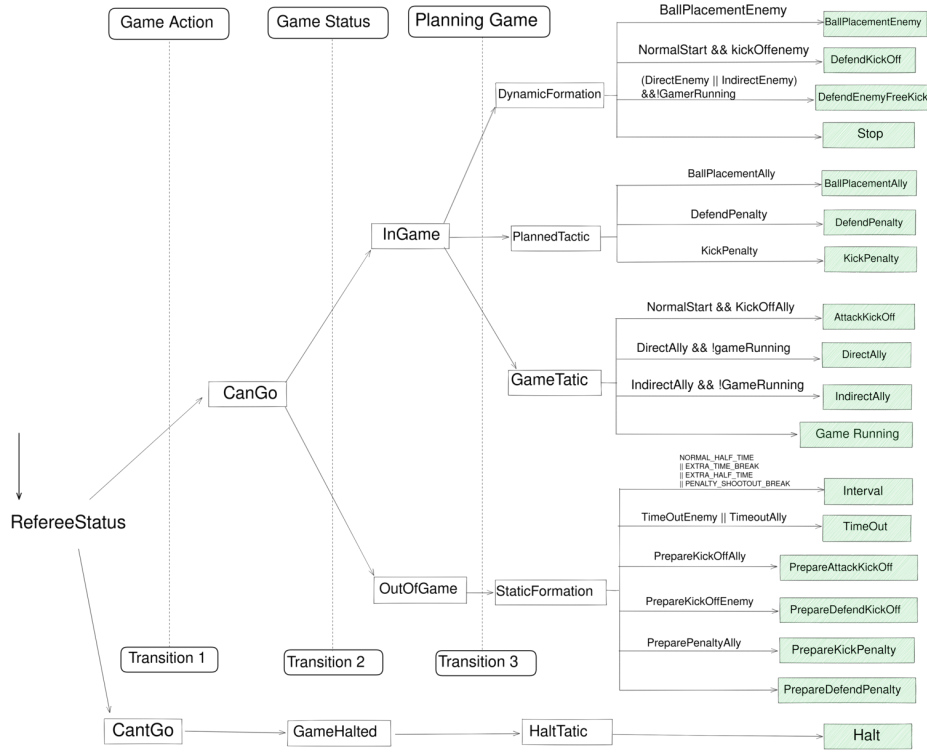 Game Action
Game Status
Planning Game
BallPlacementEnemy
BallPlacementEnemy
NormalStart && kickOffenemy
DefendKickOff
DynamicFormation
(DirectEnemy || IndirectEnemy)
&&!GamerRunning
DefendEnemyFreeKick
Stop
BallPlacementAlly
BallPlacementAlly
InGame
PlannedTactic
DefendPenalty
DefendPenalty
KickPenalty
KickPenalty
NormalStart && KickOffAlly
AttackKickOff
DirectAlly && !gameRunning
DirectAlly
GameTatic
CanGo
IndirectAlly && !GameRunning
IndirectAlly
Game Running
NORMAL_HALF_TIME
|| EXTRA_TIME_BREAK
|| EXTRA_HALF_TIME
|| PENALTY_SHOOTOUT_BREAK
Interval
RefereeStatus
TimeOutEnemy || TimeoutAlly
TimeOut
PrepareKickOffAlly
PrepareAttackKickOff
OutOfGame
StaticFormation
PrepareKickOffEnemy
PrepareDefendKickOff
PreparePenaltyAlly
PrepareKickPenalty
Transition 1
Transition 2
Transition 3
PrepareDefendPenalty
CantGo
GameHalted
HaltTatic
Halt